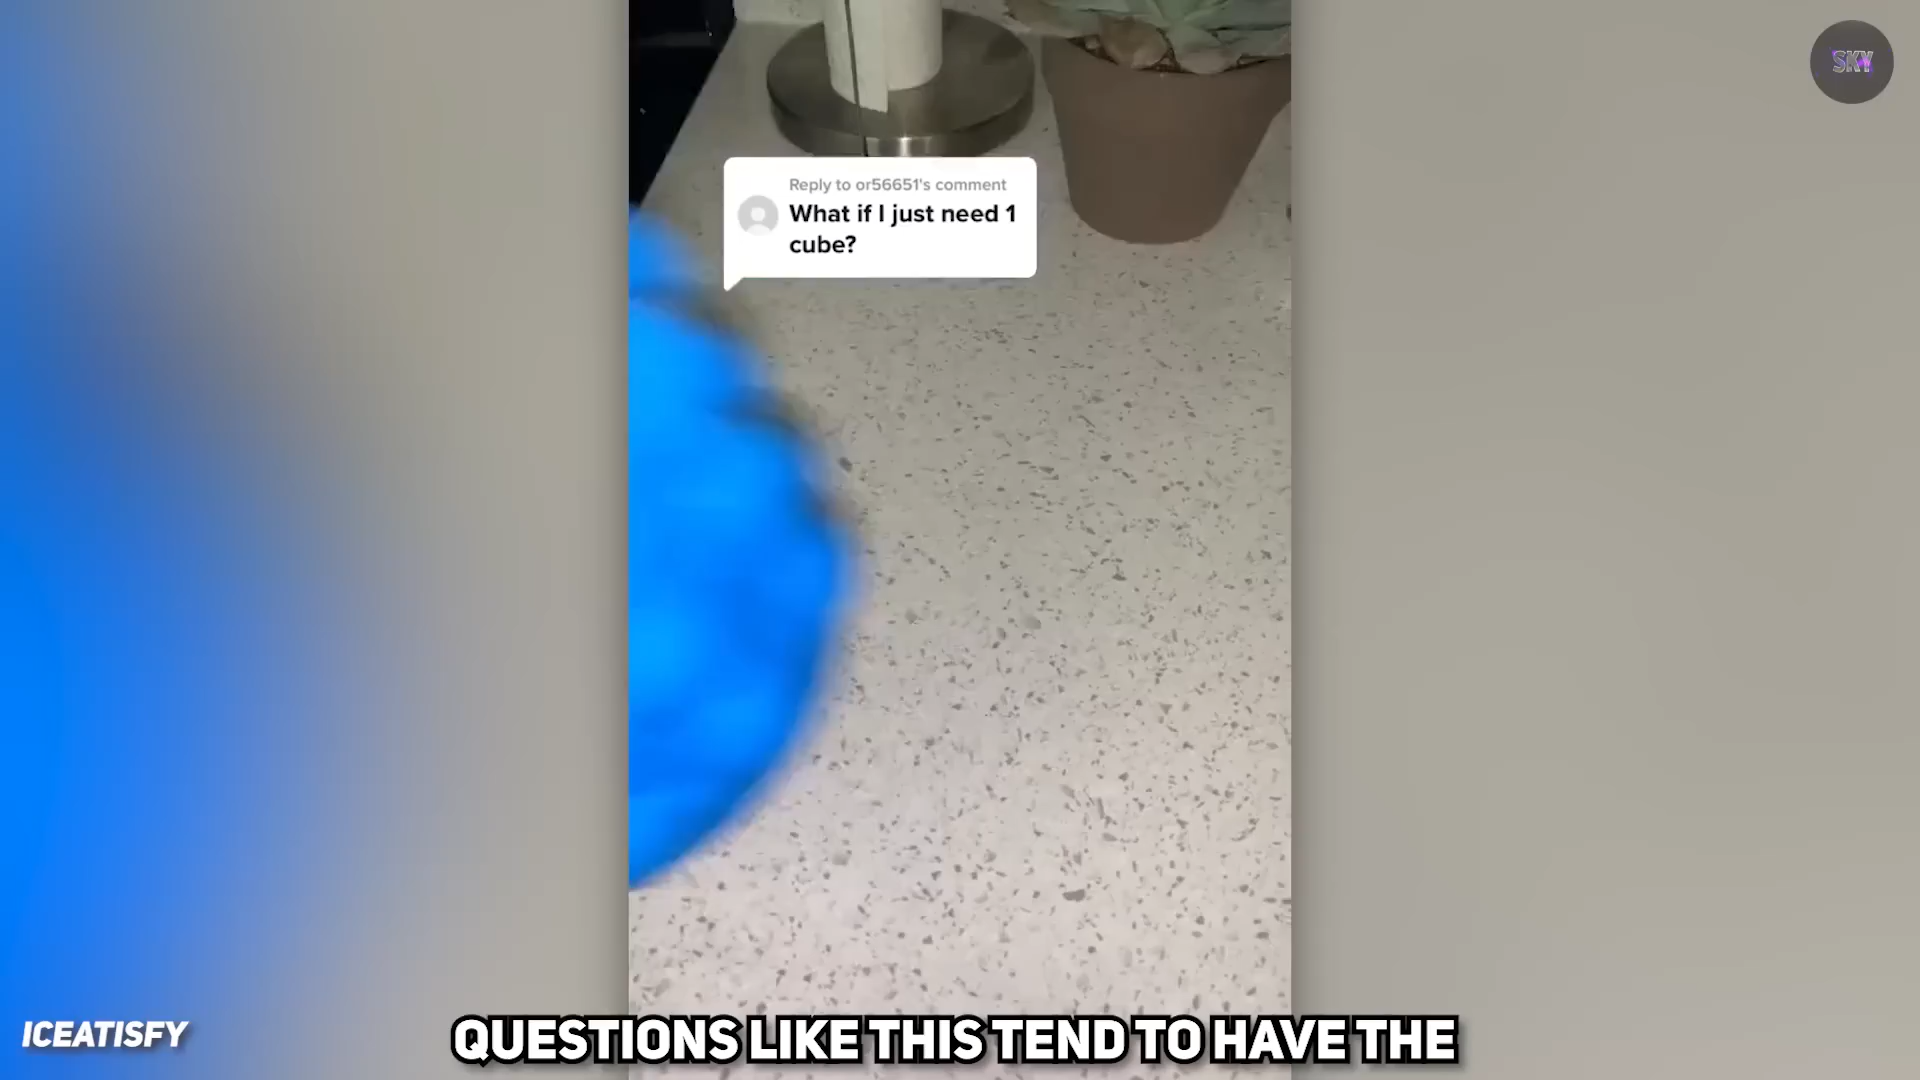 SKY
Reply to or56651's comment
What if I just need 1
cube?
ICEATISFY
QUESTIONS LIKE THIS TEND TO HAVE THE